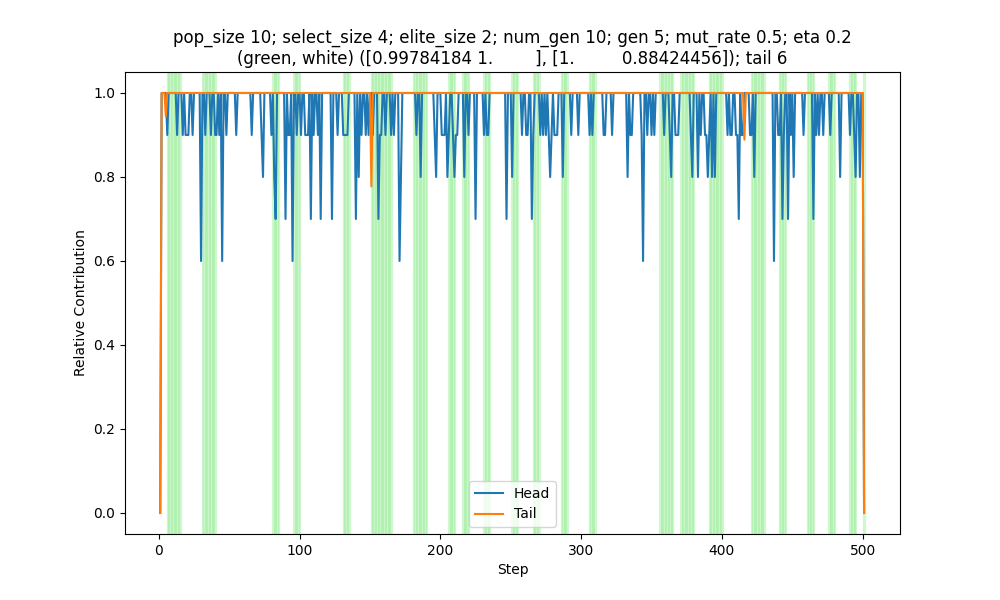 pop_size 10; select_size 4; elite_size 2; num_gen 10; gen 5; mut_rate 0.5; eta 0.2
(green, white) ([0.99784184 1.        ], [1.         0.88424456]); tail 6
1.0
0.8
0.6
0.4
0.2
0.0
Relative Contribution
Head
Tail
0
100
200
300
400
500
Step